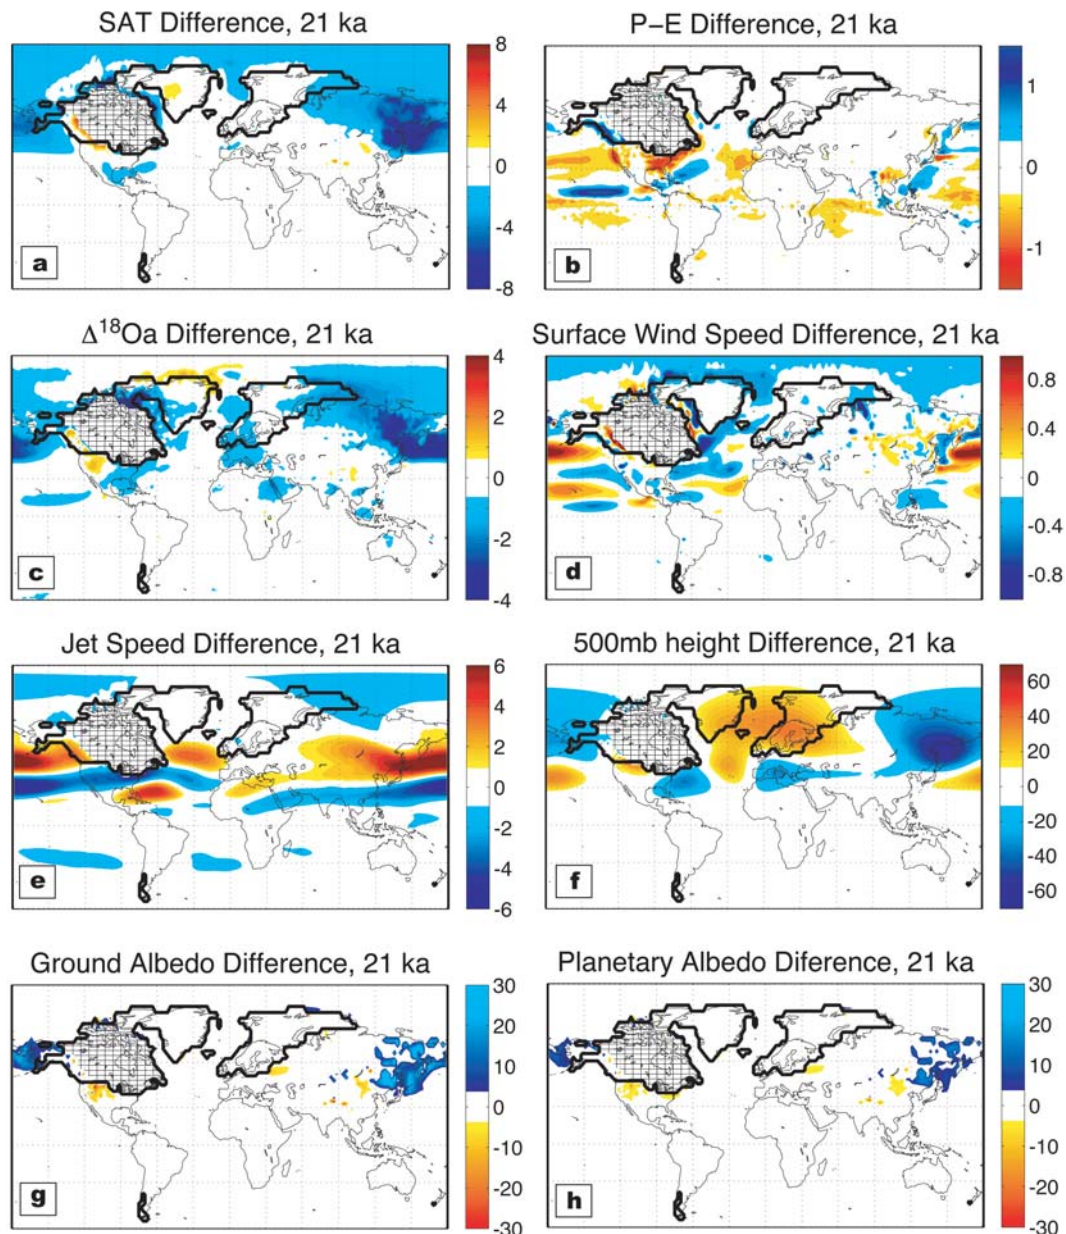 SAT Difference, 21 ka
8
4
0
-4
-8
a
P-E Difference, 21 ka
1
0
-1
b
Δ18Oa Difference, 21 ka
4
2
0
-2
-4
c
Surface Wind Speed Difference, 21 ka
0.8
0.4
0
-0.4
-0.8
d
Jet Speed Difference, 21 ka
6
4
2
0
-2
-4
-6
e
500mb height Difference, 21 ka
60
40
20
0
-20
-40
-60
f
Ground Albedo Difference, 21 ka
30
20
10
0
-10
-20
-30
g
Planetary Albedo Diference, 21 ka
30
20
10
0
-10
-20
-30
h